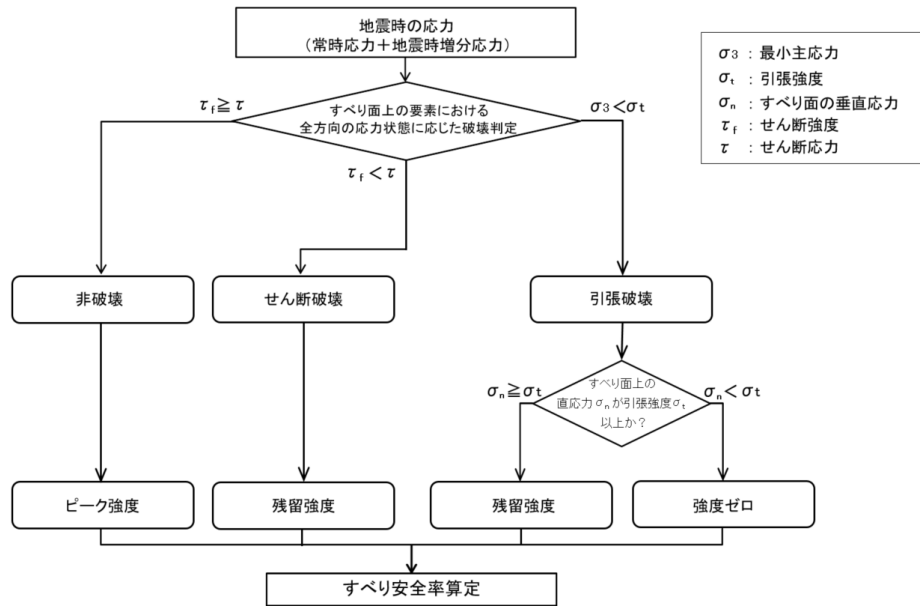 地震時の応力
（常時応力＋地震時増分応力）
σ3 ： 最小主応力
σt ： 引張強度
σn ： すべり面の垂直応力
τf ： せん断強度
τ ： せん断応力
τf≧τ
すべり面上の要素における
全方向の応力状態に応じた破壊判定
σ3＜σt
τf＜τ
非破壊
せん断破壊
引張破壊
σn≧σt
すべり面上の
直応力σnが引張強度σt
以上か？
σn＜σt
ピーク強度
残留強度
残留強度
強度ゼロ
すべり安全率算定